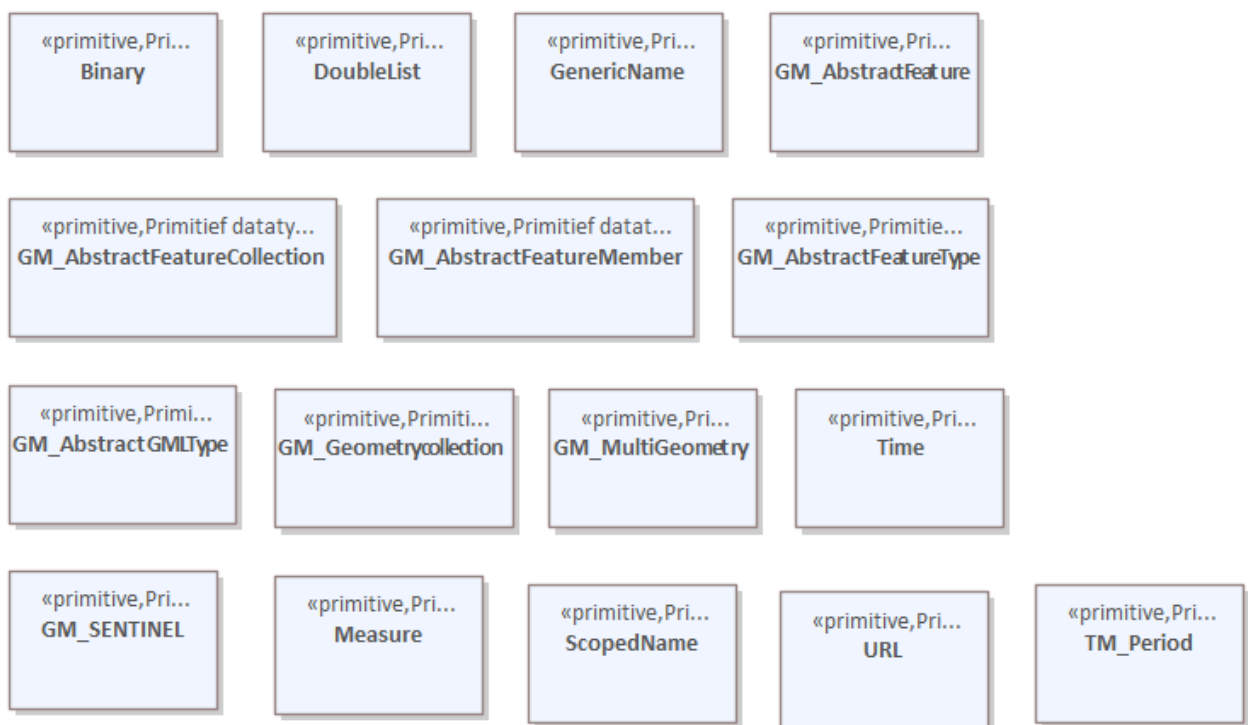 «primitive,Pri...
Binary
«primitive,Pri...
DoubleList
«primitive,Pri...
GenericName
«primitive,Pri...
GM_AbstractFeature
«primitive,Primitief dataty...
GM_AbstractFeatureCollection
«primitive,Primitief datat...
GM_AbstractFeatureMember
«primitive,Primitie...
GM_AbstractFeatureType
«primitive,Primi...
GM_AbstractGMLType
«primitive,Primiti...
GM_Geometrycollection
«primitive,Pri...
GM_MultiGeometry
«primitive,Pri...
Time
«primitive,Pri...
GM_SENTINEL
«primitive,Pri...
Measure
«primitive,Pri...
ScopedName
«primitive,Pri...
URL
«primitive,Pri...
TM_Period